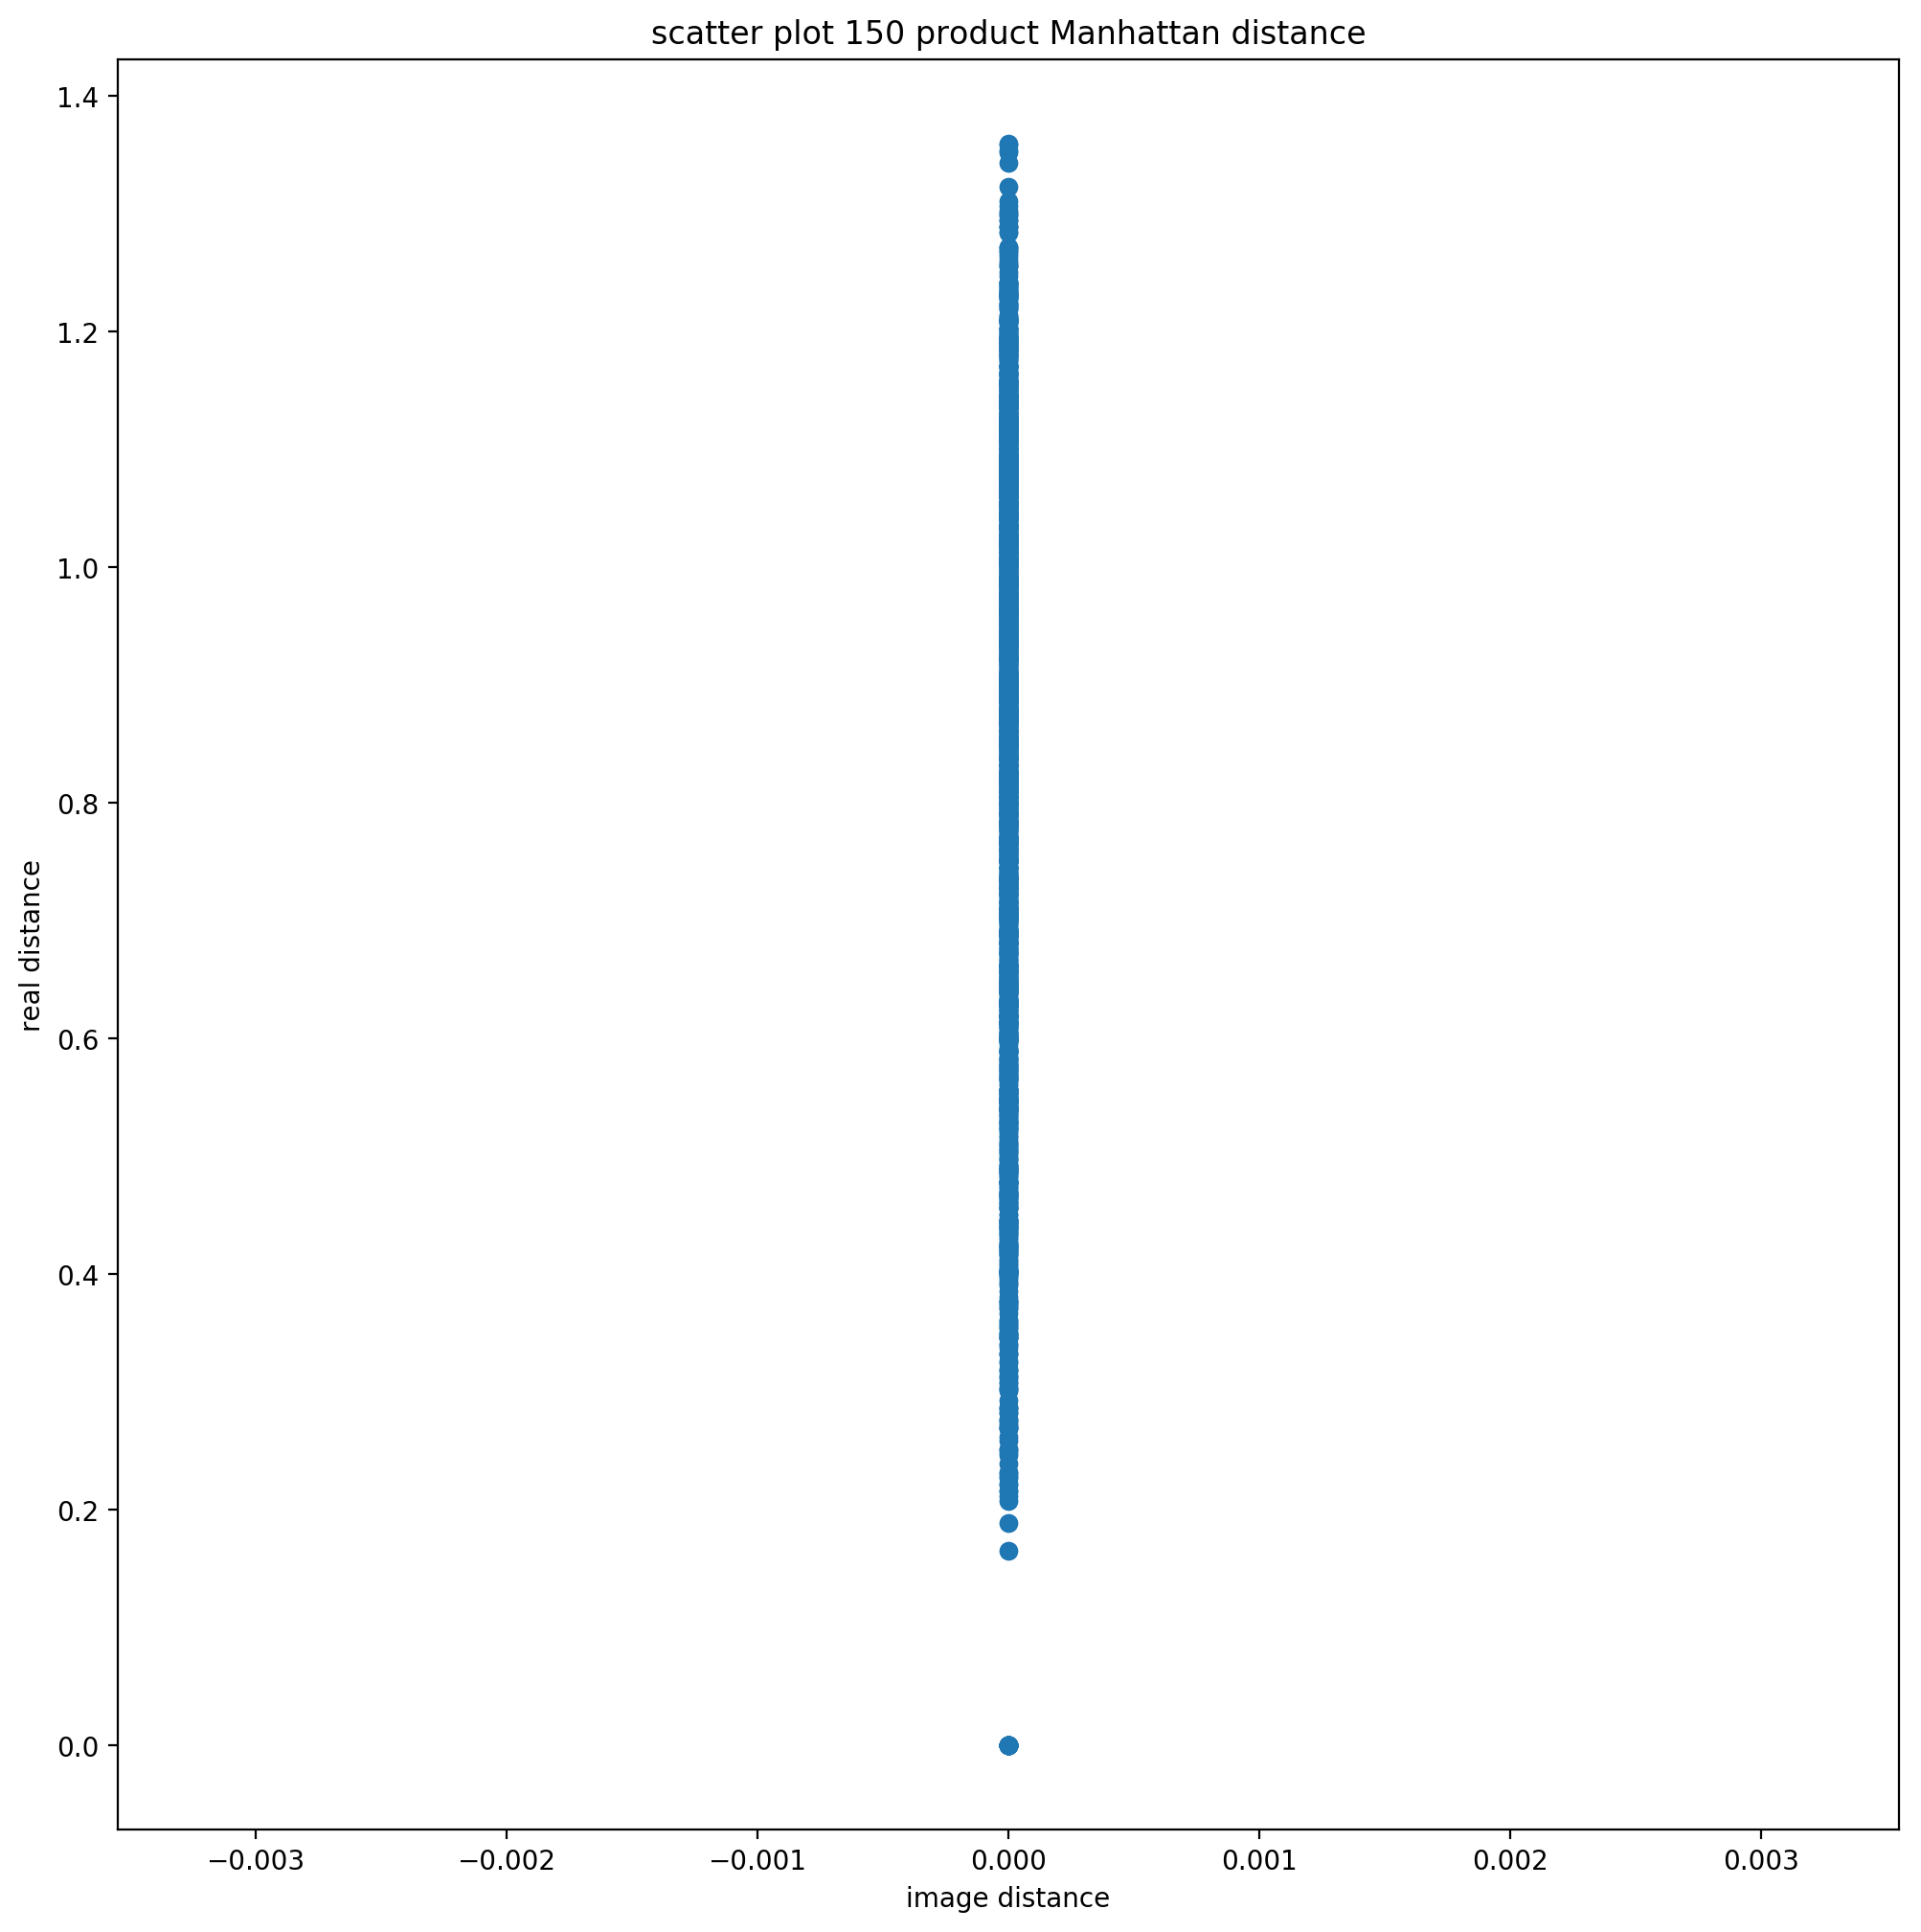 scatter plot 150 product Manhattan distance
1.4
1.2
1.0
0.8
0.6
0.4
0.2
0.0
real distance
−0.003 −0.002 −0.001 0.000 0.001 0.002 0.003
image distance